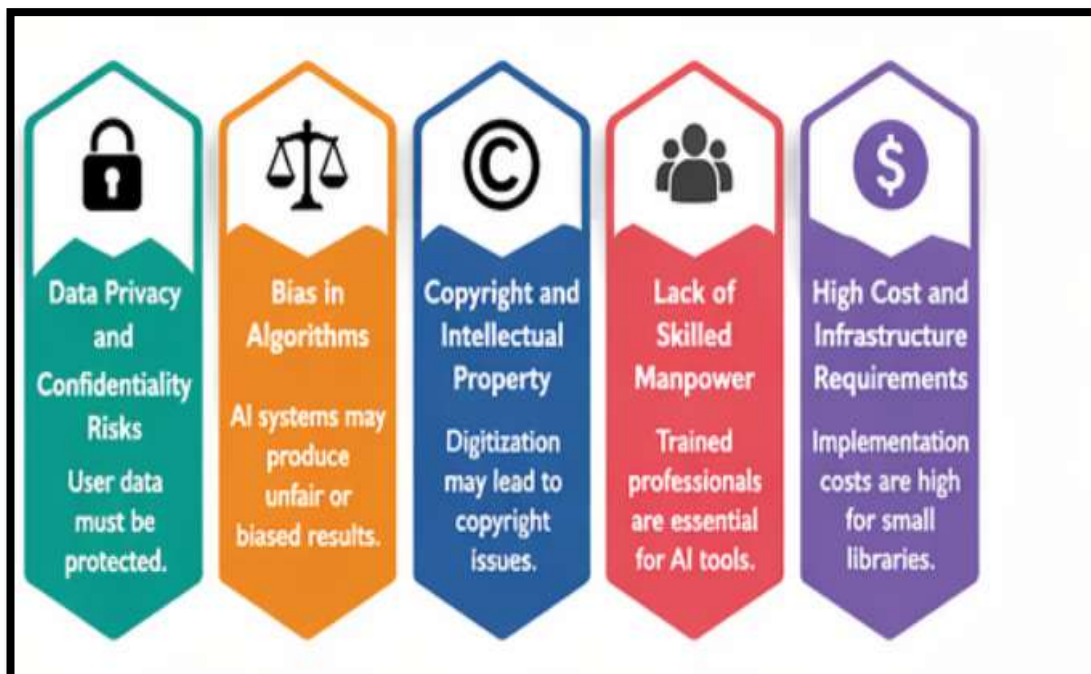 Data Privacy
and
Confidentiality
Risks
User data
must be
protected.
Bias in
Algorithms
AI systems may
produce
unfair or
biased results.
©
Copyright and
Intellectual
Property
Digitization
may lead to
copyright
issues.
Lack of
Skilled
Manpower
Trained
professionals
are essential
for AI tools.
$
High Cost and
Infrastructure
Requirements
Implementation
costs are high
for small
libraries.